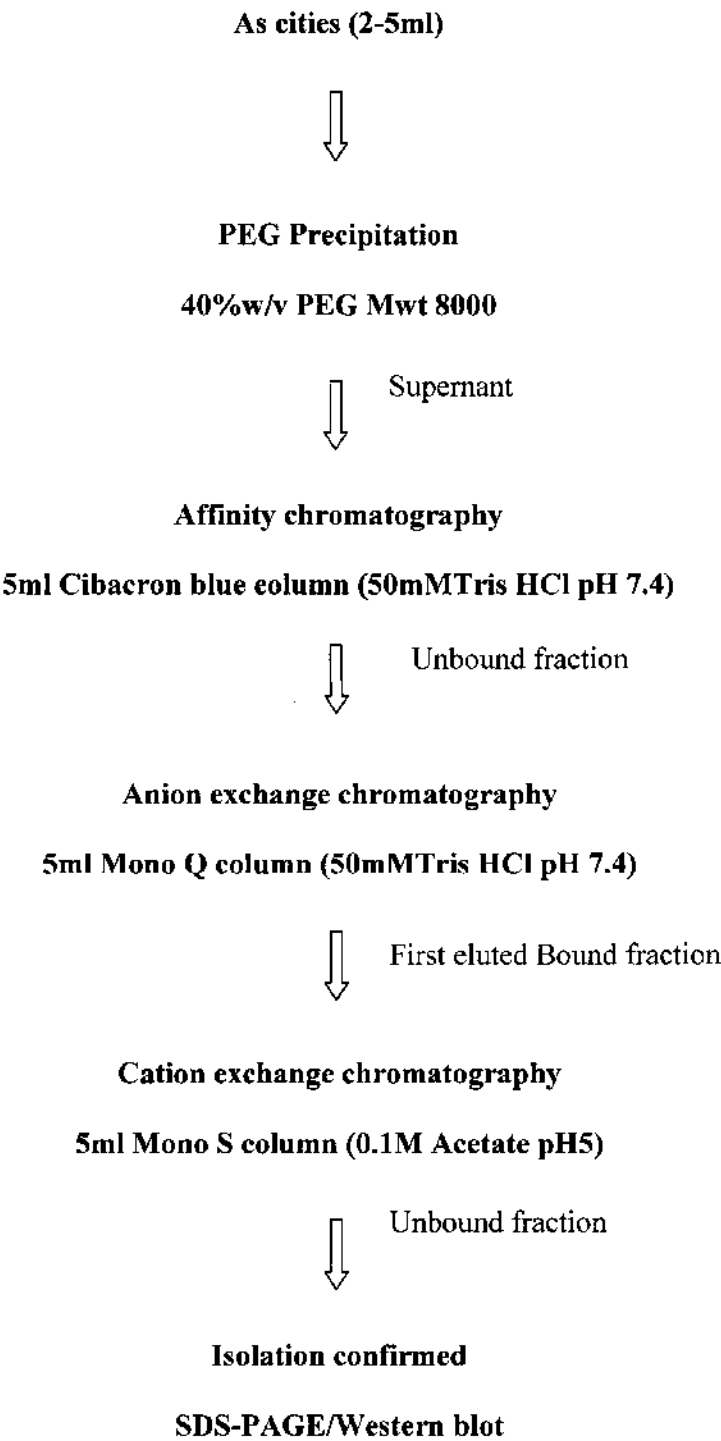 As cities (2-5ml)
PEG Precipitation
40%w/v PEG Mwt 8000
Supernant
Affinity chromatography
5ml Cibacron blue eolumn (50mMTris HCl pH 7.4)
Unbound fraction
Anion exchange chromatography
5ml Mono Q column (50mMTris HCl pH 7.4)
First eluted Bound fraction
Cation exchange chromatography
5ml Mono S column (0.1M Acetate pH5)
Unbound fraction
Isolation confirmed
SDS-PAGE/Western blot